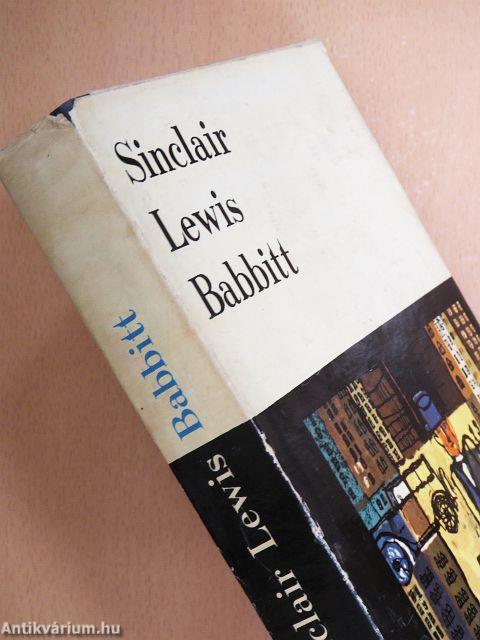 Sinclair
Lewis
Babbitt
Babbitt
clair Lewis
Antikvárium.hu